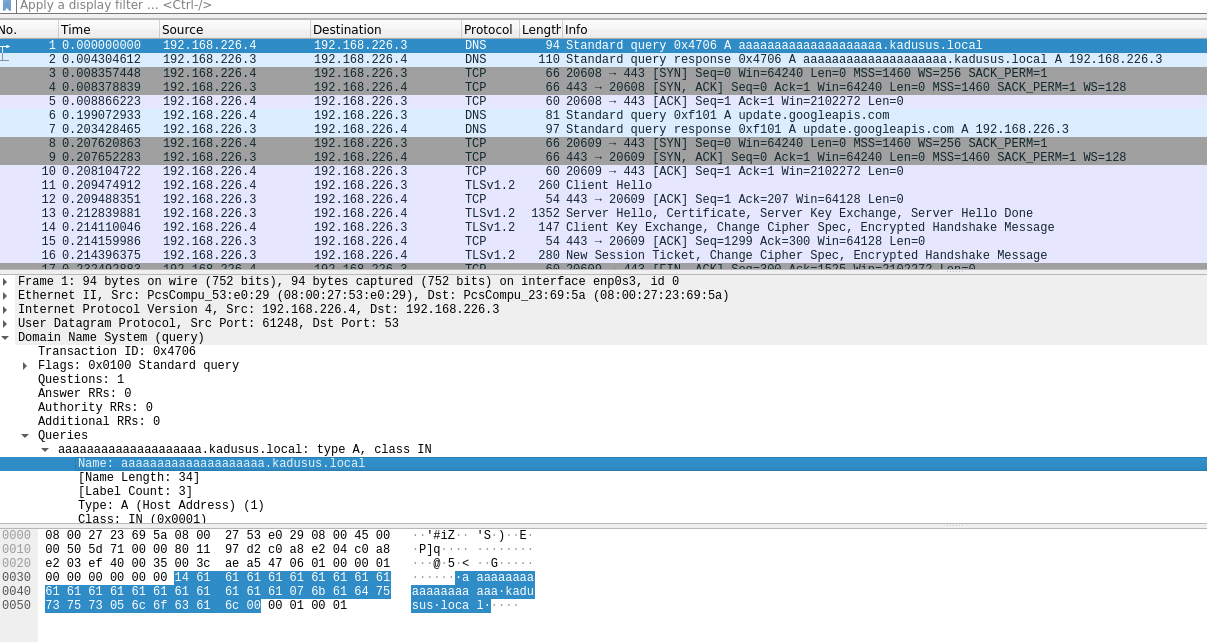 Apply a display filter … <Ctrl-/>
No. Time Source Destination Protocol Length Info
1 0.000000000 192.168.226.4 192.168.226.3 DNS 94 Standard query 0x4706 A aaaaaaaaaaaaaaaaaaaa.kadusus.local
2 0.004304612 192.168.226.3 192.168.226.4 DNS 110 Standard query response 0x4706 A aaaaaaaaaaaaaaaaaaaa.kadusus.local A 192.168.226.3
3 0.008357448 192.168.226.4 192.168.226.3 TCP 66 20608 → 443 [SYN] Seq=0 Win=64240 Len=0 MSS=1460 WS=256 SACK_PERM=1
4 0.008378839 192.168.226.3 192.168.226.4 TCP 66 443 → 20608 [SYN, ACK] Seq=0 Ack=1 Win=64240 Len=0 MSS=1460 SACK_PERM=1 WS=128
5 0.008866223 192.168.226.4 192.168.226.3 TCP 60 20608 → 443 [ACK] Seq=1 Ack=1 Win=2102272 Len=0
6 0.199072933 192.168.226.4 192.168.226.3 DNS 81 Standard query 0xf101 A update.googleapis.com
7 0.203428465 192.168.226.3 192.168.226.4 DNS 97 Standard query response 0xf101 A update.googleapis.com A 192.168.226.3
8 0.207620863 192.168.226.4 192.168.226.3 TCP 66 20609 → 443 [SYN] Seq=0 Win=64240 Len=0 MSS=1460 WS=256 SACK_PERM=1
9 0.207652283 192.168.226.3 192.168.226.4 TCP 66 443 → 20609 [SYN, ACK] Seq=0 Ack=1 Win=64240 Len=0 MSS=1460 SACK_PERM=1 WS=128
10 0.208104722 192.168.226.4 192.168.226.3 TCP 60 20609 → 443 [ACK] Seq=1 Ack=1 Win=2102272 Len=0
11 0.209474912 192.168.226.4 192.168.226.3 TLSv1.2 260 Client Hello
12 0.209488351 192.168.226.3 192.168.226.4 TCP 54 443 → 20609 [ACK] Seq=1 Ack=207 Win=64128 Len=0
13 0.212839881 192.168.226.3 192.168.226.4 TLSv1.2 1352 Server Hello, Certificate, Server Key Exchange, Server Hello Done
14 0.214110046 192.168.226.4 192.168.226.3 TLSv1.2 147 Client Key Exchange, Change Cipher Spec, Encrypted Handshake Message
15 0.214159986 192.168.226.3 192.168.226.4 TCP 54 443 → 20609 [ACK] Seq=1299 Ack=300 Win=64128 Len=0
16 0.214396375 192.168.226.3 192.168.226.4 TLSv1.2 280 New Session Ticket, Change Cipher Spec, Encrypted Handshake Message
17 0.232492883 192.168.226.4 192.168.226.3 TCP 60 20609 → 443 [FIN, ACK] Seq=300 Ack=1525 Win=2102272 Len=0
Frame 1: 94 bytes on wire (752 bits), 94 bytes captured (752 bits) on interface enp0s3, id 0
Ethernet II, Src: PcsCompu_53:e0:29 (08:00:27:53:e0:29), Dst: PcsCompu_23:69:5a (08:00:27:23:69:5a)
Internet Protocol Version 4, Src: 192.168.226.4, Dst: 192.168.226.3
User Datagram Protocol, Src Port: 61248, Dst Port: 53
Domain Name System (query)
Transaction ID: 0x4706
Flags: 0x0100 Standard query
Questions: 1
Answer RRs: 0
Authority RRs: 0
Additional RRs: 0
Queries
aaaaaaaaaaaaaaaaaaaa.kadusus.local: type A, class IN
Name: aaaaaaaaaaaaaaaaaaaa.kadusus.local
[Name Length: 34]
[Label Count: 3]
Type: A (Host Address) (1)
Class: IN (0x0001)
0000 08 00 27 23 69 5a 08 00 27 53 e0 29 08 00 45 00 ··'#iZ·· 'S·)··E·
0010 00 50 5d 71 00 00 80 11 97 d2 c0 a8 e2 04 c0 a8 ·P]q···· ········
0020 e2 03 ef 40 00 35 00 3c ae a5 47 06 01 00 00 01 ···@·5·< ··G·····
0030 00 00 00 00 00 00 14 61 61 61 61 61 61 61 61 61 ·······a aaaaaaaa
0040 61 61 61 61 61 61 61 61 61 61 61 07 6b 61 64 75 aaaaaaaa aaa·kadu
0050 73 75 73 05 6c 6f 63 61 6c 00 00 01 00 01 sus·loca l·····